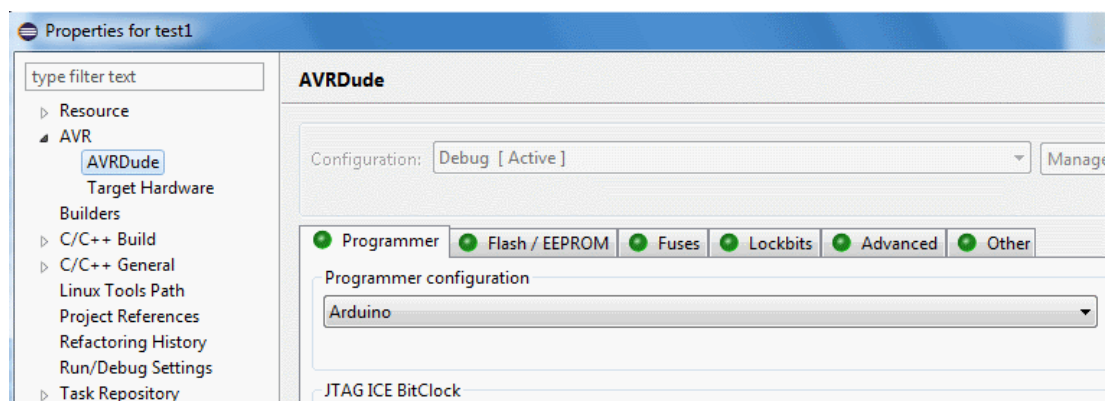 Properties for test1
type filter text
Resource
AVR
AVRDude
Target Hardware
Builders
C/C++ Build
C/C++ General
Linux Tools Path
Project References
Refactoring History
Run/Debug Settings
Task Repository
AVRDude
Configuration: Debug [ Active ] Manage
Programmer Flash / EEPROM Fuses Lockbits Advanced Other
Programmer configuration
Arduino
JTAG ICE BitClock